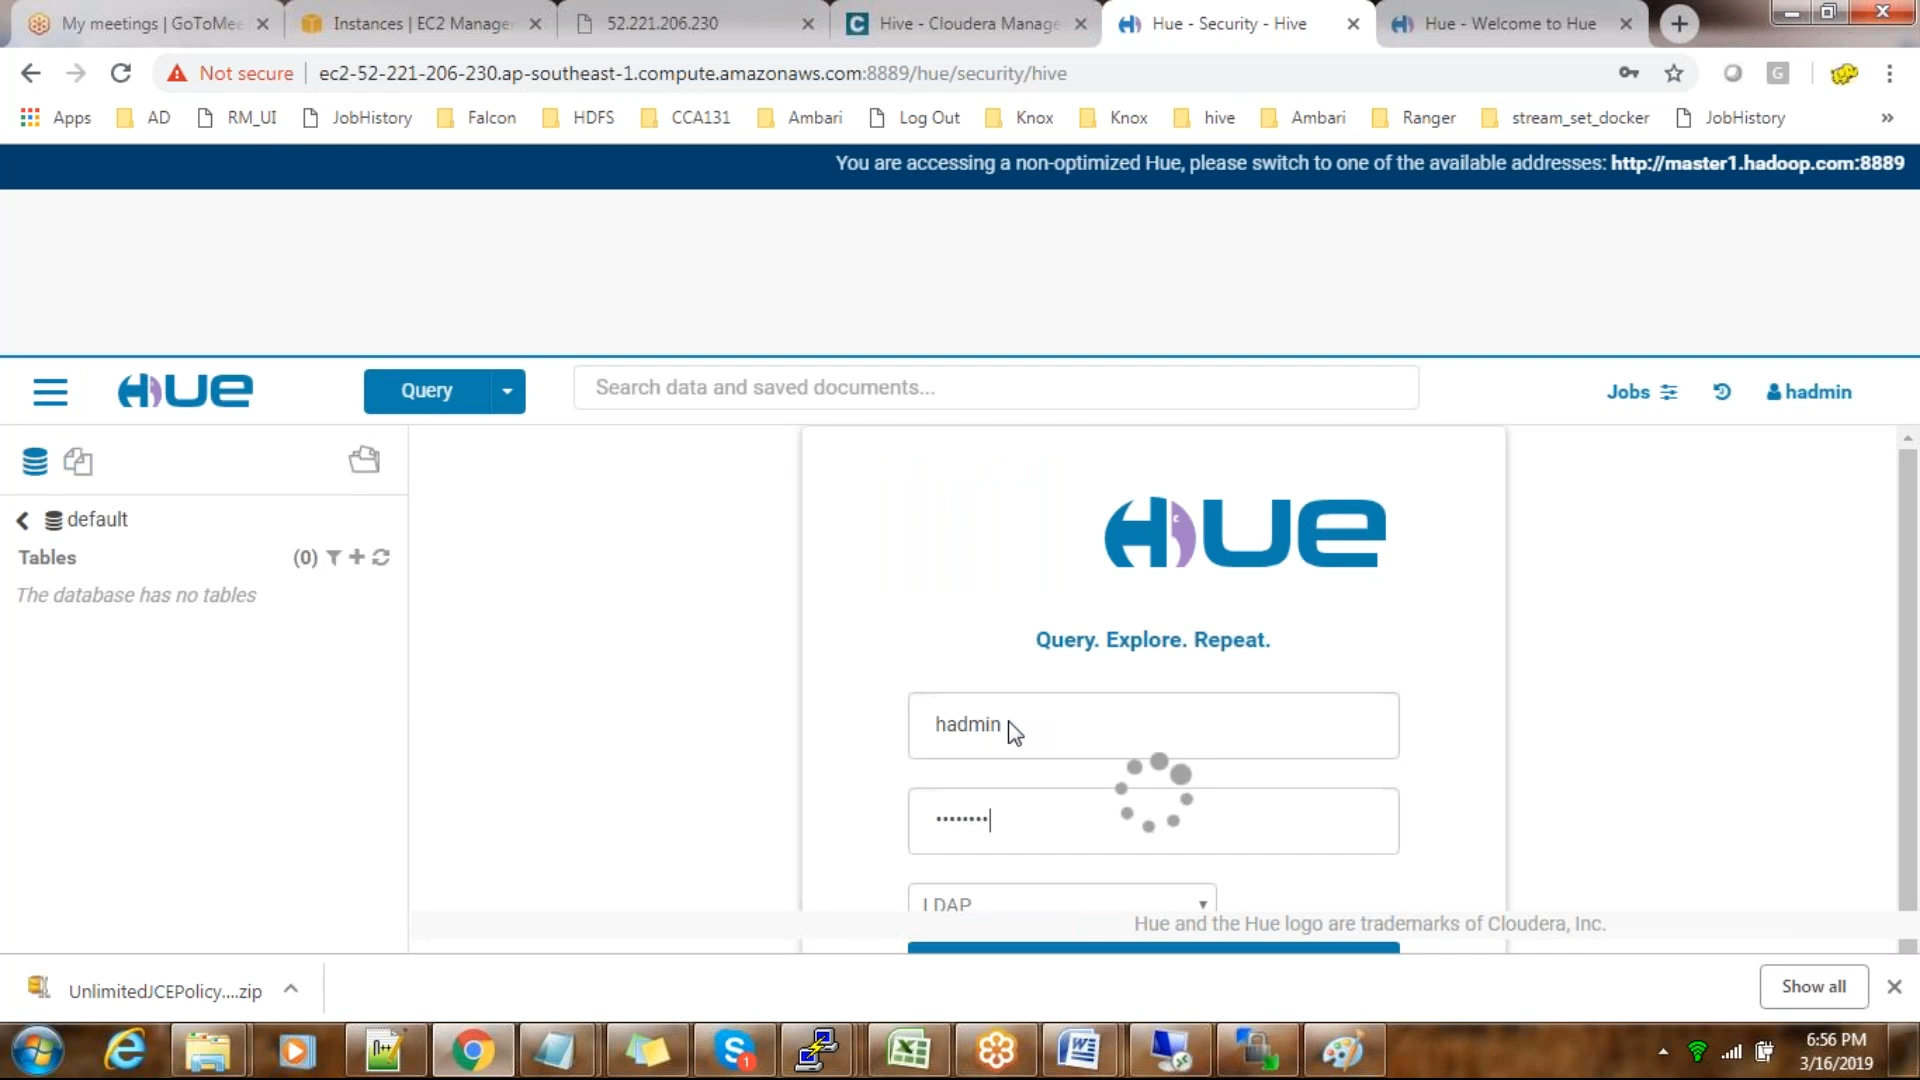 My meetings | GoToMee
Instances | EC2 Manage
52.221.206.230
Hive - Cloudera Manage
Hue - Security - Hive
Hue - Welcome to Hue
Not secure
ec2-52-221-206-230.ap-southeast-1.compute.amazonaws.com:8889/hue/security/hive
G
Apps
AD
RM_UI
JobHistory
Falcon
HDFS
CCA131
Ambari
Log Out
Knox
Knox
hive
Ambari
Ranger
stream_set_docker
JobHistory
»
You are accessing a non-optimized Hue, please switch to one of the available addresses: http://master1.hadoop.com:8889
HUE
Query
Search data and saved documents...
Jobs
hadmin
default
Tables
(0)
The database has no tables
HUE
Query. Explore. Repeat.
hadmin
••••••••
LDAP
Hue and the Hue logo are trademarks of Cloudera, Inc.
UnlimitedJCEPolicy....zip
Show all
6:56 PM
3/16/2019